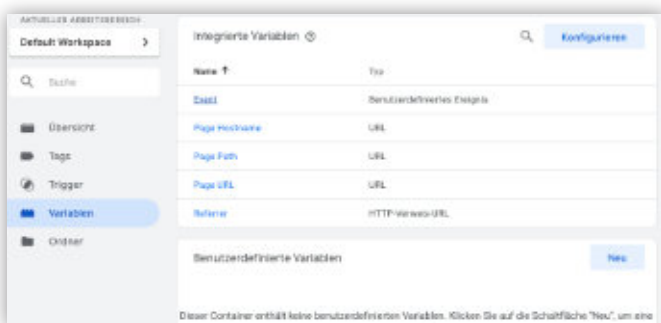 AKTUELLER ARBEITSBEREICH
Default Workspace
Suche
Übersicht
Tags
Trigger
Variablen
Ordner
Integrierte Variablen
Konfigurieren
Name ↑ Typ
Event Benutzerdefiniertes Ereignis
Page Hostname URL
Page Path URL
Page URL URL
Referrer HTTP-Verweis-URL
Benutzerdefinierte Variablen
Neu
Dieser Container enthält keine benutzerdefinierten Variablen. Klicken Sie auf die Schaltfläche "Neu", um eine